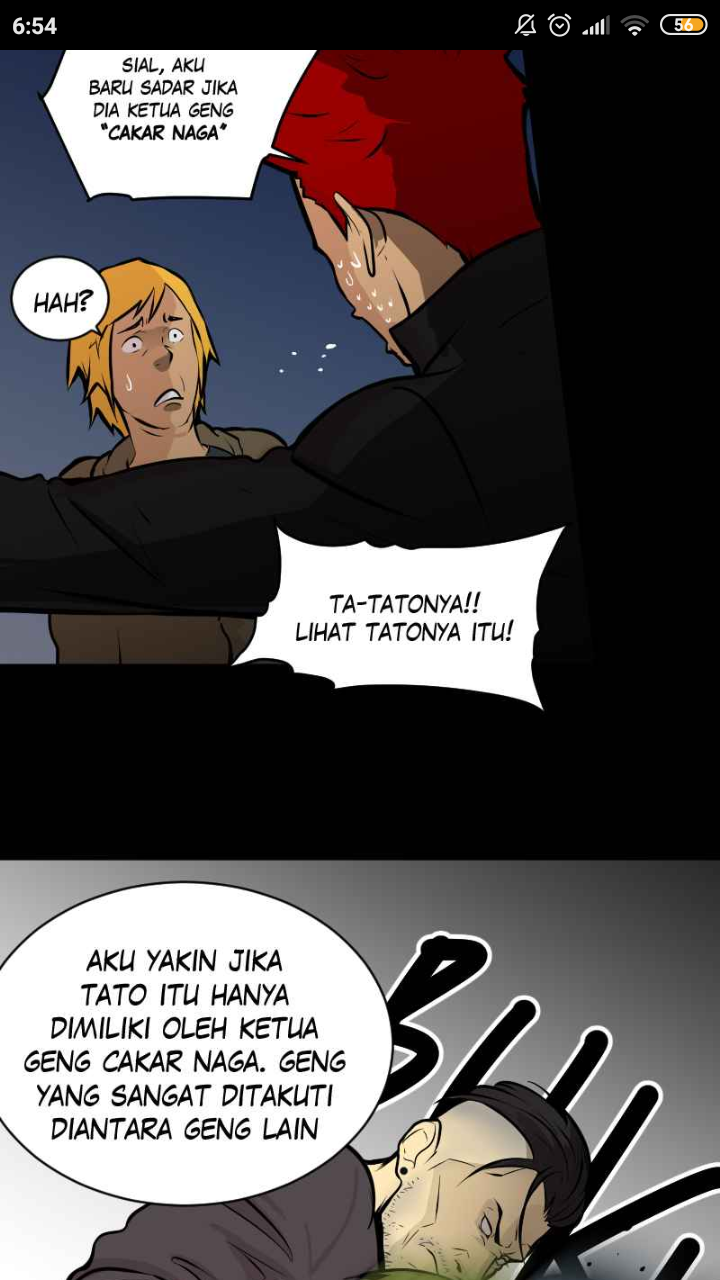 6:54
56
SIAL, AKU
BARU SADAR JIKA
DIA KETUA GENG
"CAKAR NAGA"
HAH?
TA-TATONYA!!
LIHAT TATONYA ITU!
AKU YAKIN JIKA
TATO ITU HANYA
DIMILIKI OLEH KETUA
GENG CAKAR NAGA. GENG
YANG SANGAT DITAKUTI
DIANTARA GENG LAIN